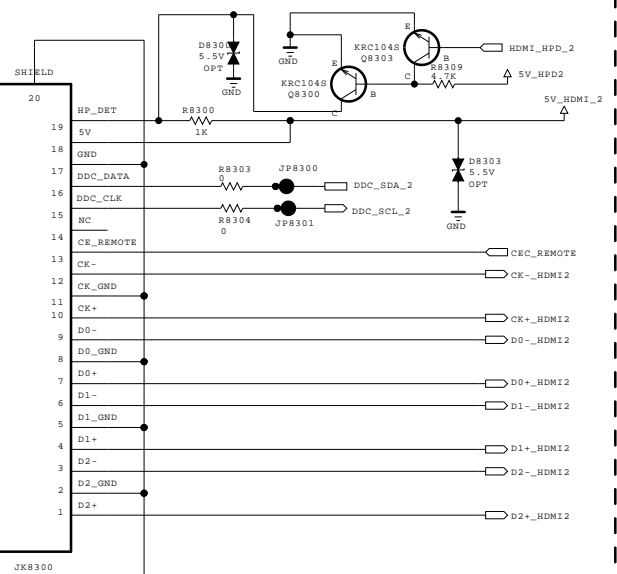 D8300
5.5V
OPT
GND
GND
E
KRC104S
Q8300
B
C
E
KRC104S
Q8303
B
C
HDMI_HPD_2
R8309
4.7K
5V_HPD2
5V_HDMI_2
SHIELD
20
HP_DET
R8300
1K
19
5V
18
GND
D8303
5.5V
OPT
GND
17
DDC_DATA
R8303
0
JP8300
DDC_SDA_2
16
DDC_CLK
R8304
0
JP8301
DDC_SCL_2
15
NC
14
CE_REMOTE
CEC_REMOTE
13
CK-
CK-_HDMI2
12
CK_GND
11
CK+
10
CK+_HDMI2
D0-
9
D0-_HDMI2
D0_GND
8
D0+
7
D0+_HDMI2
D1-
6
D1-_HDMI2
D1_GND
5
D1+
4
D1+_HDMI2
D2-
3
D2-_HDMI2
D2_GND
2
D2+
1
D2+_HDMI2
JK8300